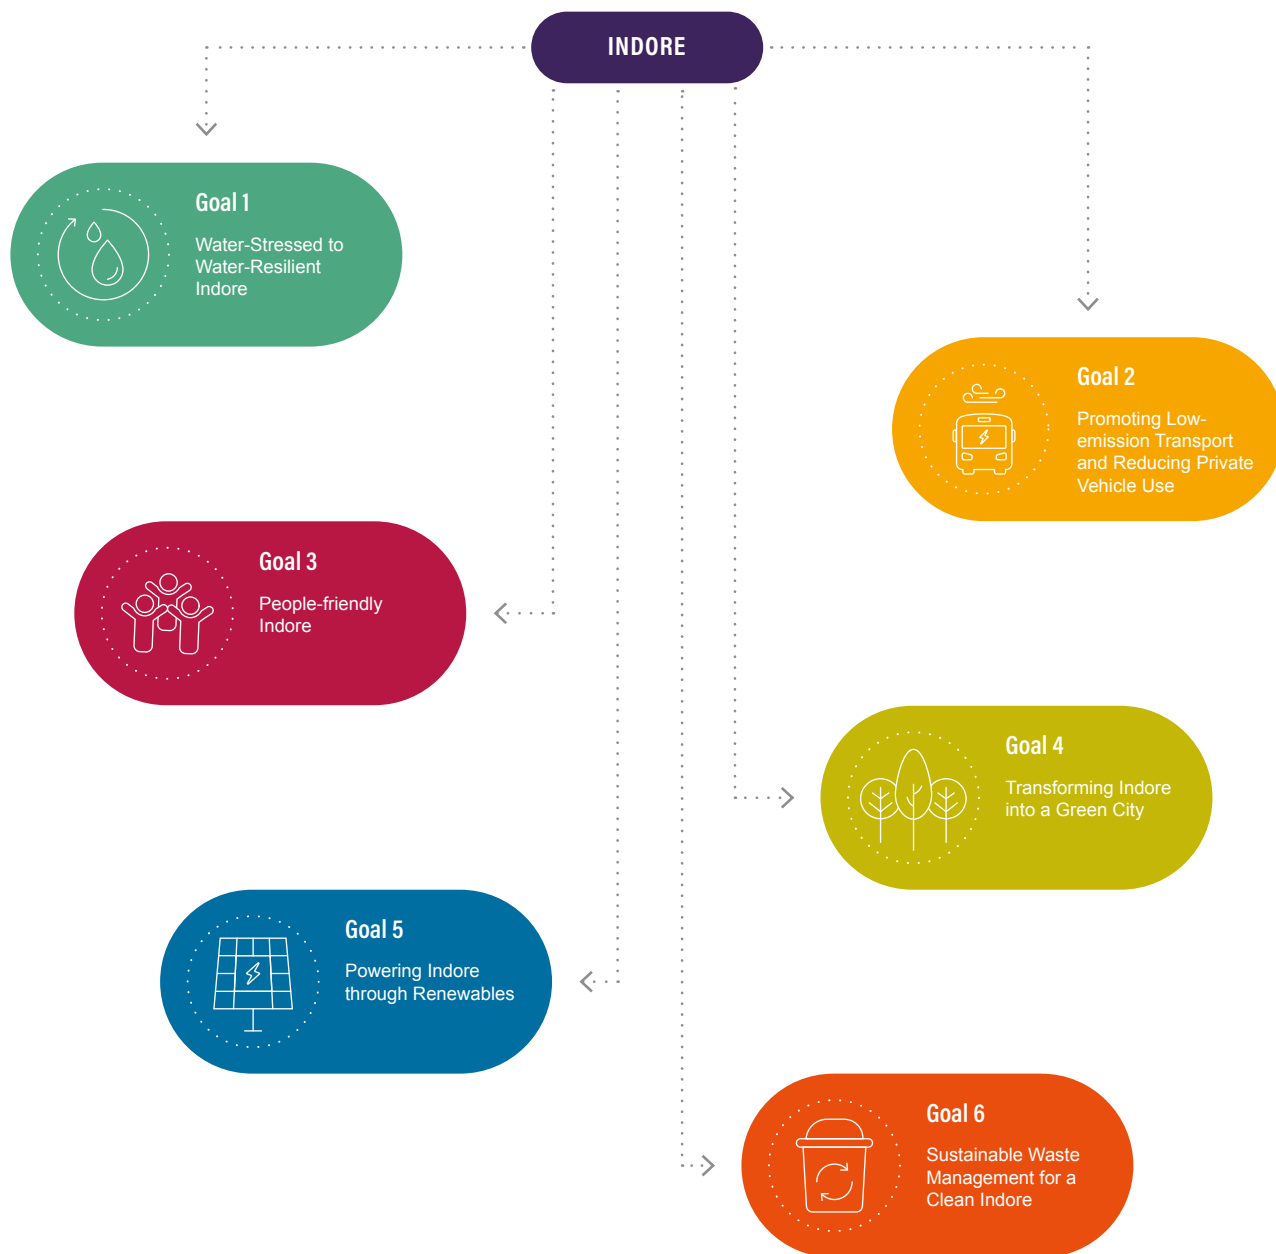 INDORE
Goal 1
Water-Stressed to
Water-Resilient
Indore
Goal 2
Promoting Low-
emission Transport
and Reducing Private
Vehicle Use
Goal 3
People-friendly
Indore
Goal 4
Transforming Indore
into a Green City
Goal 5
Powering Indore
through Renewables
Goal 6
Sustainable Waste
Management for a
Clean Indore